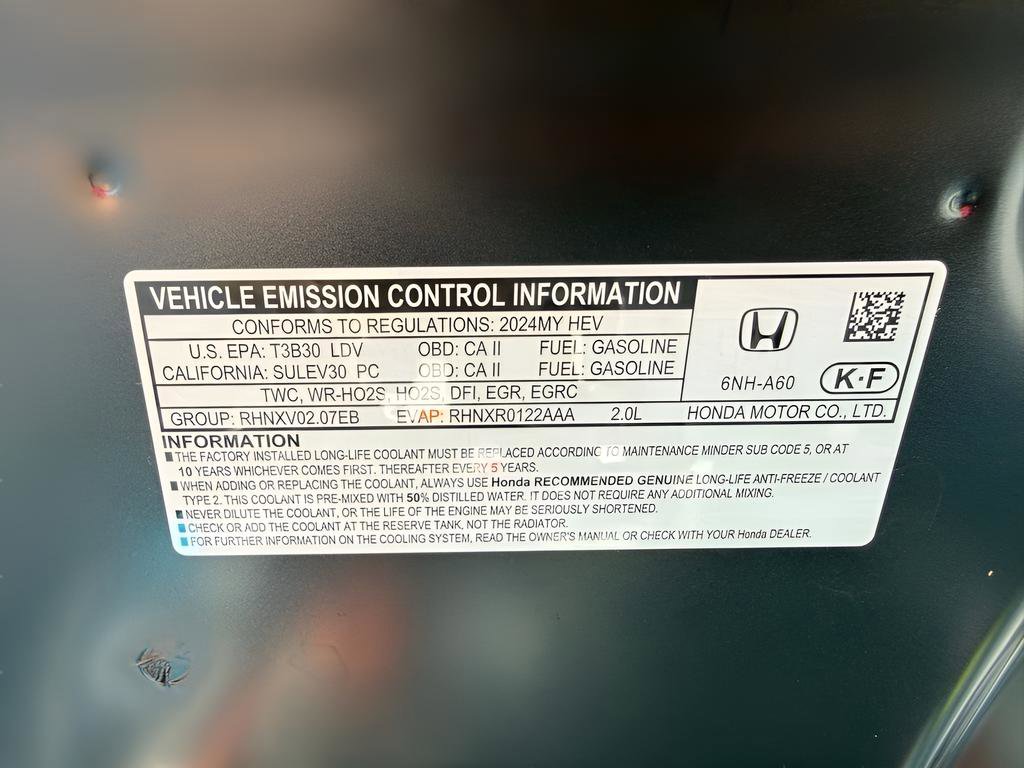 VEHICLE EMISSION CONTROL INFORMATION
CONFORMS TO REGULATIONS: 2024MY HEV
U.S. EPA: T3B30 LDV OBD: CA II FUEL: GASOLINE
CALIFORNIA: SULEV30 PC OBD: CA II FUEL: GASOLINE
TWC, WR-HO2S, HO2S, DFI, EGR, EGRC
6NH-A60 K·F
GROUP: RHNXV02.07EB EVAP: RHNXR0122AAA 2.0L HONDA MOTOR CO., LTD.
INFORMATION
■ THE FACTORY INSTALLED LONG-LIFE COOLANT MUST BE REPLACED ACCORDING TO MAINTENANCE MINDER SUB CODE 5, OR AT
10 YEARS WHICHEVER COMES FIRST. THEREAFTER EVERY 5 YEARS.
■ WHEN ADDING OR REPLACING THE COOLANT, ALWAYS USE Honda RECOMMENDED GENUINE LONG-LIFE ANTI-FREEZE / COOLANT
TYPE 2. THIS COOLANT IS PRE-MIXED WITH 50% DISTILLED WATER. IT DOES NOT REQUIRE ANY ADDITIONAL MIXING.
■ NEVER DILUTE THE COOLANT, OR THE LIFE OF THE ENGINE MAY BE SERIOUSLY SHORTENED.
■ CHECK OR ADD THE COOLANT AT THE RESERVE TANK, NOT THE RADIATOR.
■ FOR FURTHER INFORMATION ON THE COOLING SYSTEM, READ THE OWNER'S MANUAL OR CHECK WITH YOUR Honda DEALER.